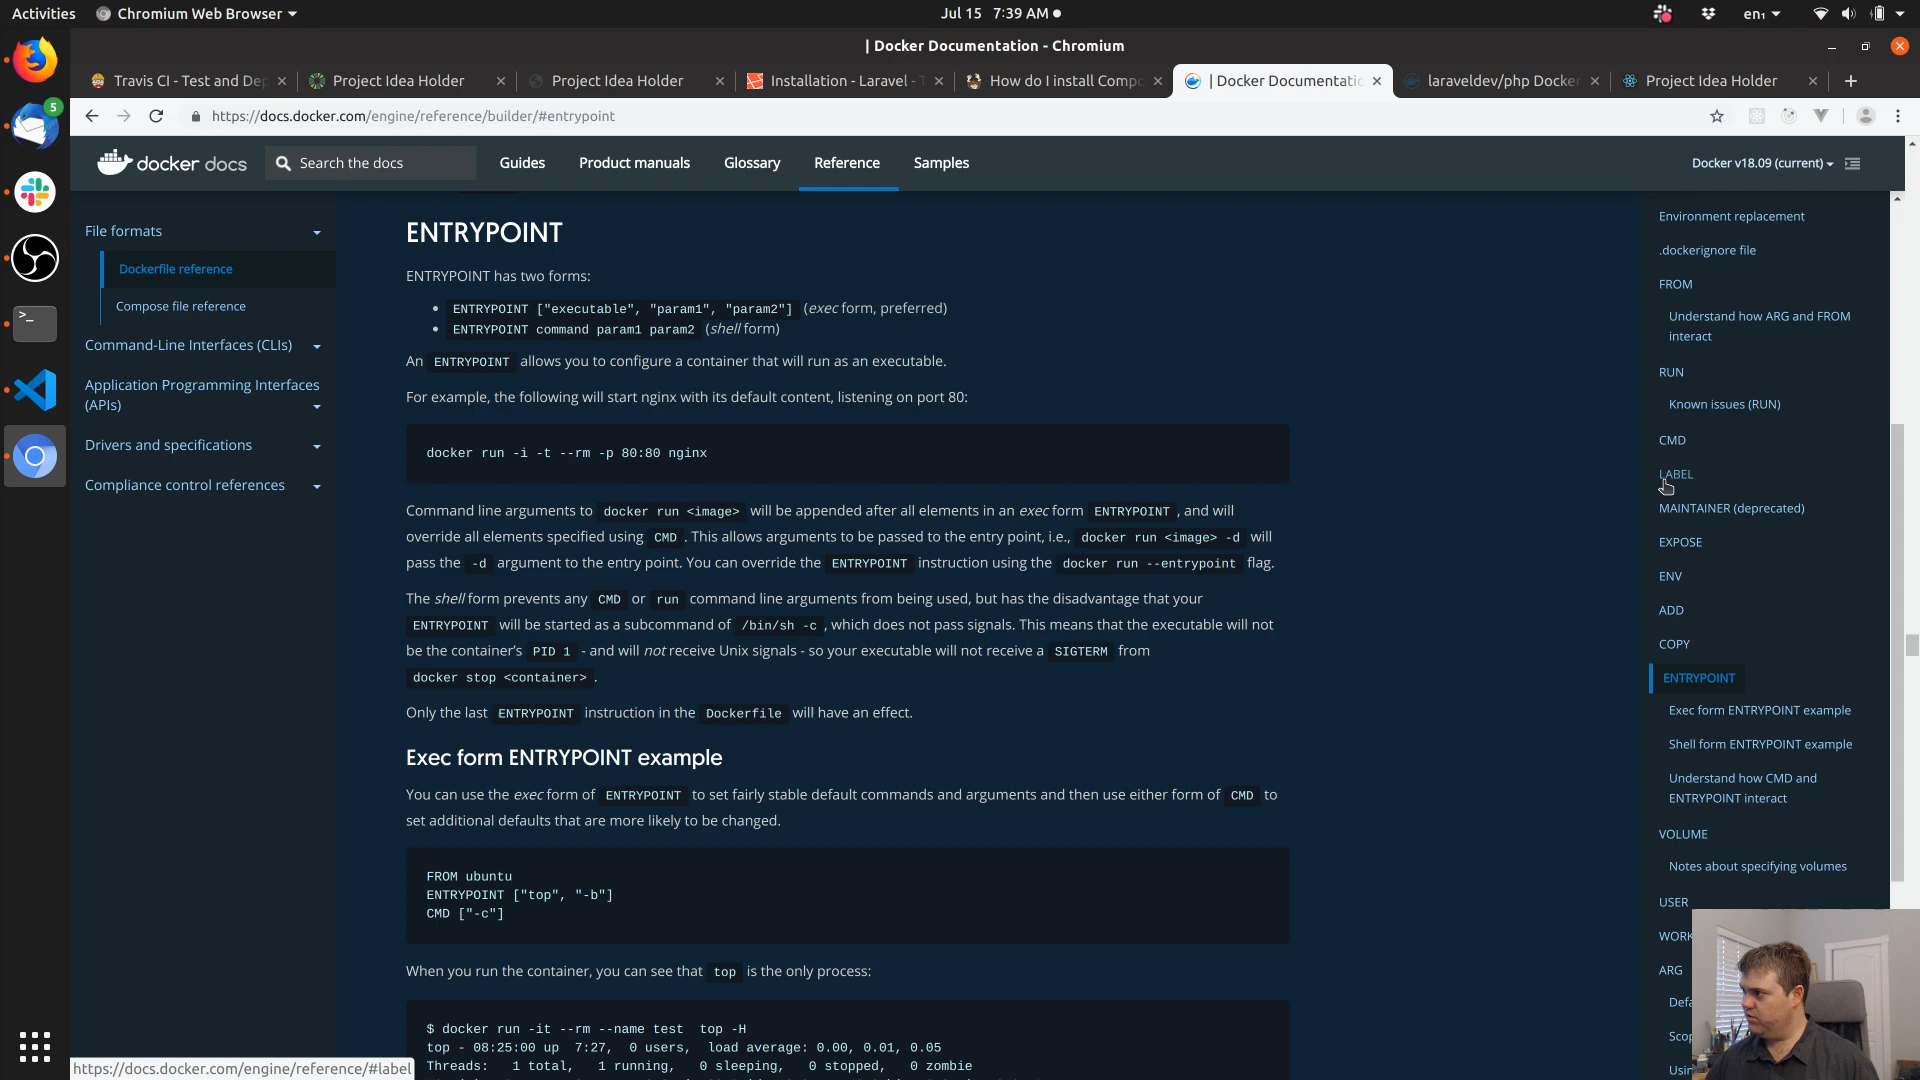 Activities
Chromium Web Browser
Jul 15 7:39 AM
en₁
| Docker Documentation - Chromium
Travis CI - Test and Dep
Project Idea Holder
Project Idea Holder
Installation - Laravel - T
How do I install Compo
| Docker Documentatic
laraveldev/php Docker
Project Idea Holder
https://docs.docker.com/engine/reference/builder/#entrypoint
docker docs
Search the docs
Guides
Product manuals
Glossary
Reference
Samples
Docker v18.09 (current)
5
File formats
Dockerfile reference
Compose file reference
Command-Line Interfaces (CLIs)
Application Programming Interfaces
(APIs)
Drivers and specifications
Compliance control references
ENTRYPOINT
ENTRYPOINT has two forms:
ENTRYPOINT ["executable", "param1", "param2"] (exec form, preferred)
ENTRYPOINT command param1 param2 (shell form)
An ENTRYPOINT allows you to configure a container that will run as an executable.
For example, the following will start nginx with its default content, listening on port 80:
docker run -i -t --rm -p 80:80 nginx
Command line arguments to docker run <image> will be appended after all elements in an exec form ENTRYPOINT , and will
override all elements specified using CMD . This allows arguments to be passed to the entry point, i.e., docker run <image> -d will
pass the -d argument to the entry point. You can override the ENTRYPOINT instruction using the docker run --entrypoint flag.
The shell form prevents any CMD or run command line arguments from being used, but has the disadvantage that your
ENTRYPOINT will be started as a subcommand of /bin/sh -c , which does not pass signals. This means that the executable will not
be the container's PID 1 - and will not receive Unix signals - so your executable will not receive a SIGTERM from
docker stop <container> .
Only the last ENTRYPOINT instruction in the Dockerfile will have an effect.
Exec form ENTRYPOINT example
You can use the exec form of ENTRYPOINT to set fairly stable default commands and arguments and then use either form of CMD to
set additional defaults that are more likely to be changed.
FROM ubuntu
ENTRYPOINT ["top", "-b"]
CMD ["-c"]
When you run the container, you can see that top is the only process:
$ docker run -it --rm --name test  top -H
top - 08:25:00 up  7:27,  0 users,  load average: 0.00, 0.01, 0.05
Threads:   1 total,   1 running,   0 sleeping,   0 stopped,   0 zombie
Environment replacement
.dockerignore file
FROM
Understand how ARG and FROM
interact
RUN
Known issues (RUN)
CMD
LABEL
MAINTAINER (deprecated)
EXPOSE
ENV
ADD
COPY
ENTRYPOINT
Exec form ENTRYPOINT example
Shell form ENTRYPOINT example
Understand how CMD and
ENTRYPOINT interact
VOLUME
Notes about specifying volumes
USER
WORK
ARG
Defa
Scop
Usin
https://docs.docker.com/engine/reference/#label